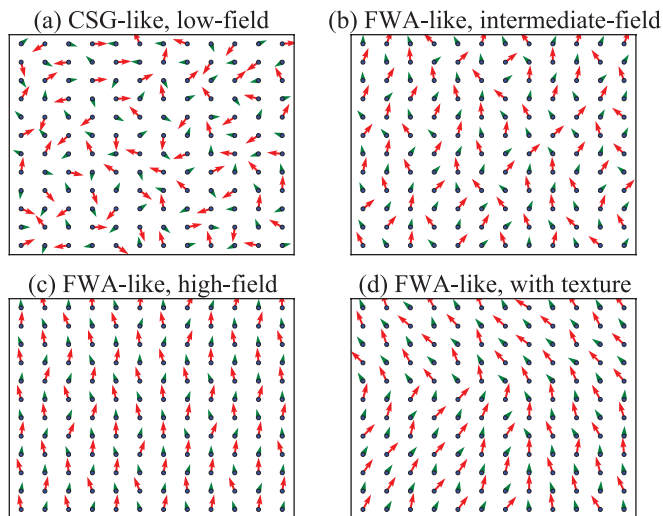 (a) CSG-like, low-field
(b) FWA-like, intermediate-field
(c) FWA-like, high-field
(d) FWA-like, with texture